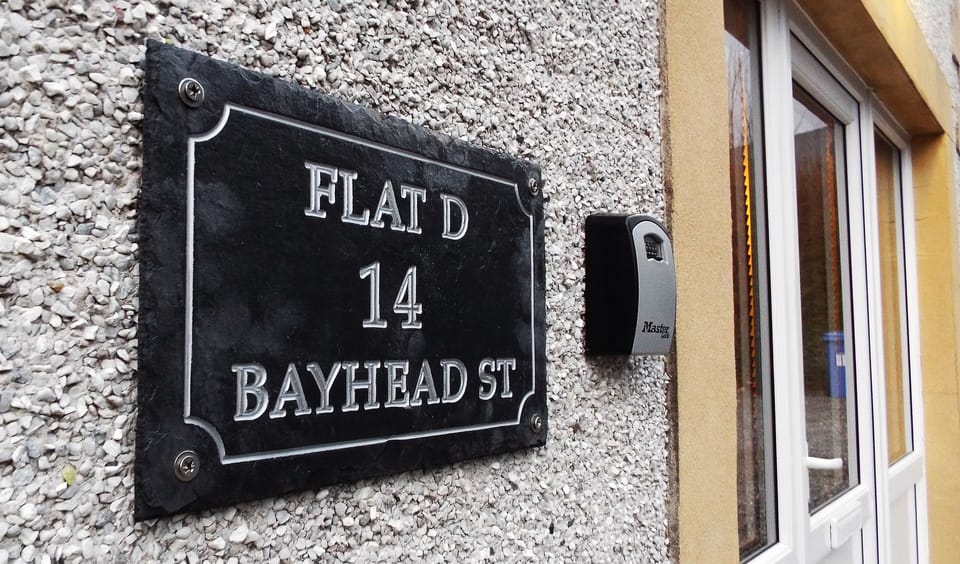 FLAT D
14
BAYHEAD ST
Master